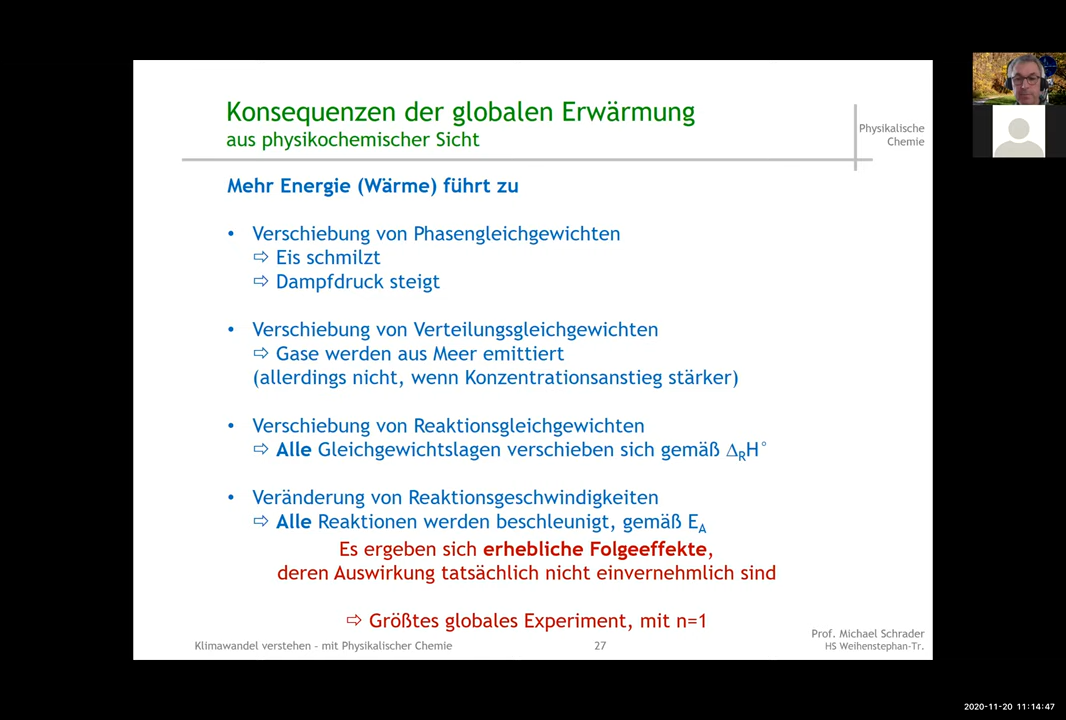 Konsequenzen der globalen Erwärmung
aus physikochemischer Sicht
Physikalische
Chemie
Mehr Energie (Wärme) führt zu
• Verschiebung von Phasengleichgewichten
⇨ Eis schmilzt
⇨ Dampfdruck steigt
• Verschiebung von Verteilungsgleichgewichten
⇨ Gase werden aus Meer emittiert
(allerdings nicht, wenn Konzentrationsanstieg stärker)
• Verschiebung von Reaktionsgleichgewichten
⇨ Alle Gleichgewichtslagen verschieben sich gemäß ΔRH°
• Veränderung von Reaktionsgeschwindigkeiten
⇨ Alle Reaktionen werden beschleunigt, gemäß EA
Es ergeben sich erhebliche Folgeeffekte,
deren Auswirkung tatsächlich nicht einvernehmlich sind
⇨ Größtes globales Experiment, mit n=1
Klimawandel verstehen - mit Physikalischer Chemie
27
Prof. Michael Schrader
HS Weihenstephan-Tr.
2020-11-20 11:14:47